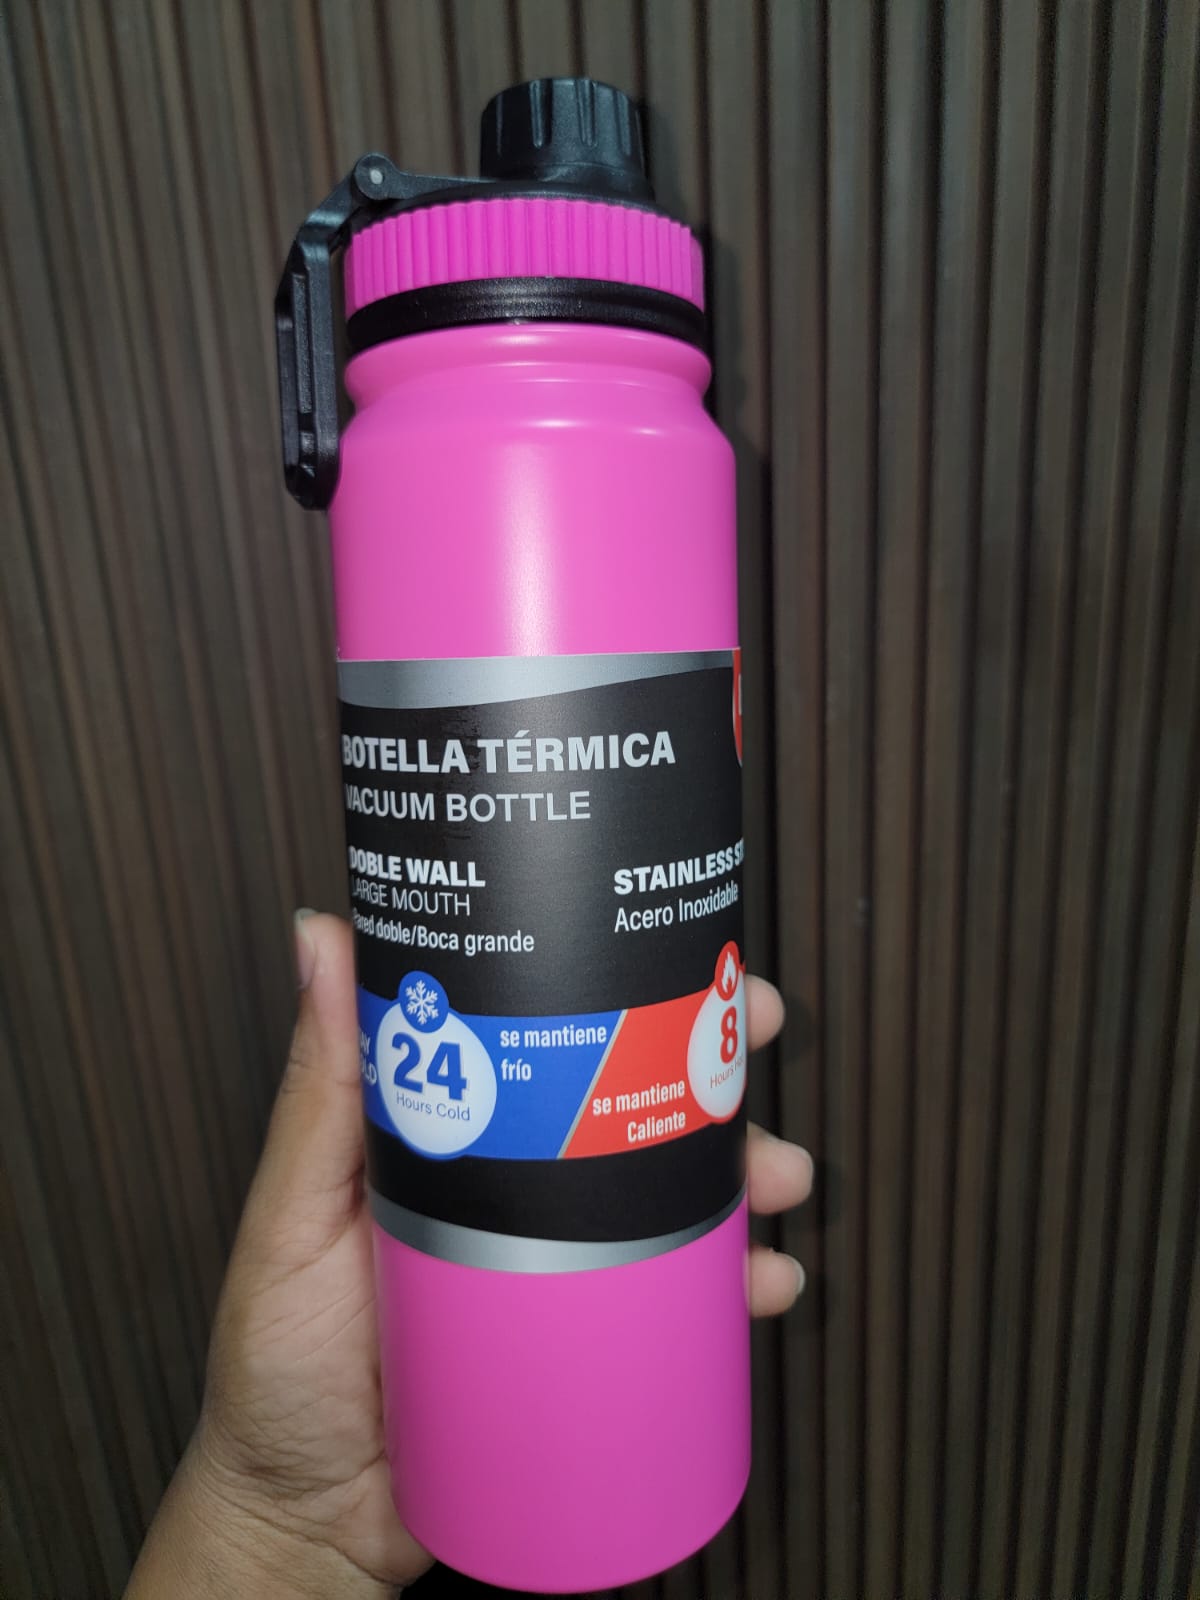 BOTELLA TÉRMICA
VACUUM BOTTLE
DOBLE WALL
LARGE MOUTH
Pared doble/Boca grande
STAINLESS
Acero Inoxidable
24
Hours Cold
se mantiene
frío
8
Hours
se mantiene
Caliente